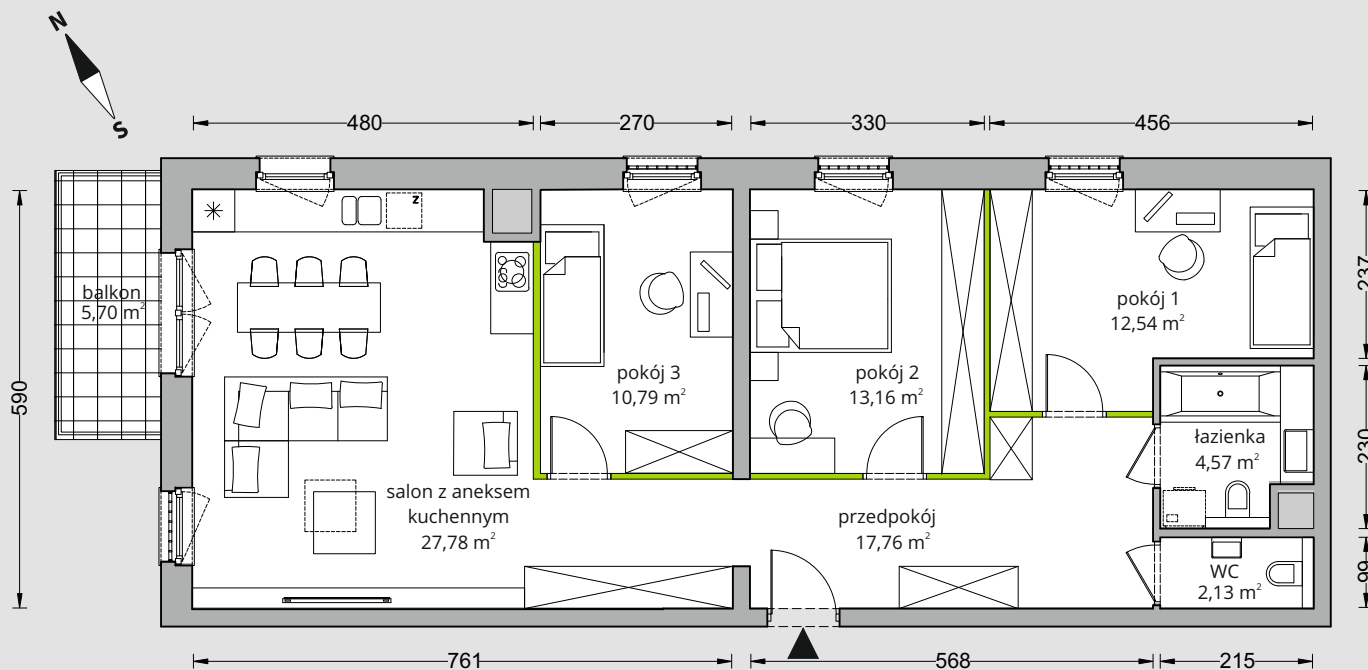 N
S
480
270
330
456
z
237
balkon
5,70 m²
pokój 1
12,54 m²
590
pokój 3
10,79 m²
pokój 2
13,16 m²
łazienka
4,57 m²
230
salon z aneksem
kuchennym
27,78 m²
przedpokój
17,76 m²
WC
2,13 m²
99
761
568
215